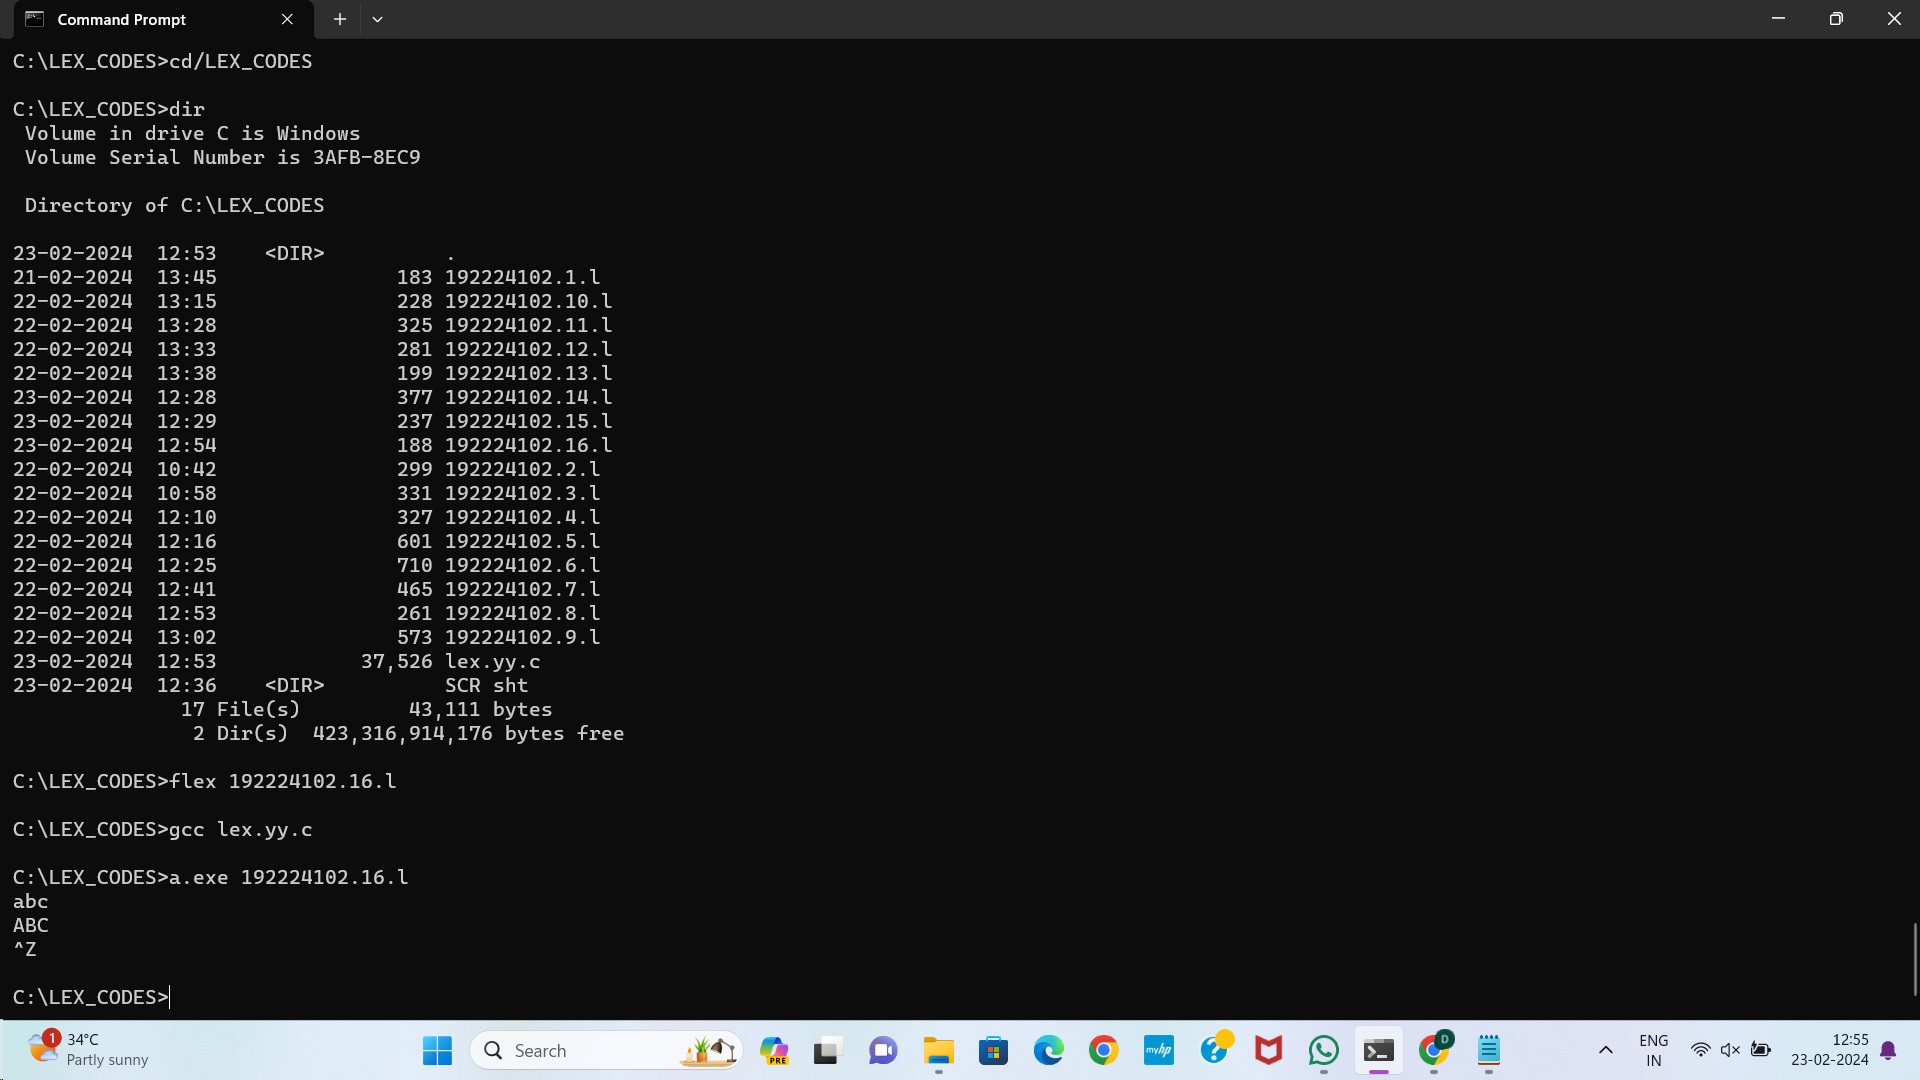 Command Prompt
C:\LEX_CODES>cd/LEX_CODES
C:\LEX_CODES>dir
Volume in drive C is Windows
Volume Serial Number is 3AFB-8EC9
Directory of C:\LEX_CODES
23-02-2024  12:53    <DIR>          .
21-02-2024  13:45               183 192224102.1.l
22-02-2024  13:15               228 192224102.10.l
22-02-2024  13:28               325 192224102.11.l
22-02-2024  13:33               281 192224102.12.l
22-02-2024  13:38               199 192224102.13.l
23-02-2024  12:28               377 192224102.14.l
23-02-2024  12:29               237 192224102.15.l
23-02-2024  12:54               188 192224102.16.l
22-02-2024  10:42               299 192224102.2.l
22-02-2024  10:58               331 192224102.3.l
22-02-2024  12:10               327 192224102.4.l
22-02-2024  12:16               601 192224102.5.l
22-02-2024  12:25               710 192224102.6.l
22-02-2024  12:41               465 192224102.7.l
22-02-2024  12:53               261 192224102.8.l
22-02-2024  13:02               573 192224102.9.l
23-02-2024  12:53            37,526 lex.yy.c
23-02-2024  12:36    <DIR>          SCR sht
17 File(s)         43,111 bytes
2 Dir(s)  423,316,914,176 bytes free
C:\LEX_CODES>flex 192224102.16.l
C:\LEX_CODES>gcc lex.yy.c
C:\LEX_CODES>a.exe 192224102.16.l
abc
ABC
^Z
C:\LEX_CODES>
1
34°C
Partly sunny
Search
PRE
myhp
D
ENG
IN
12:55
23-02-2024